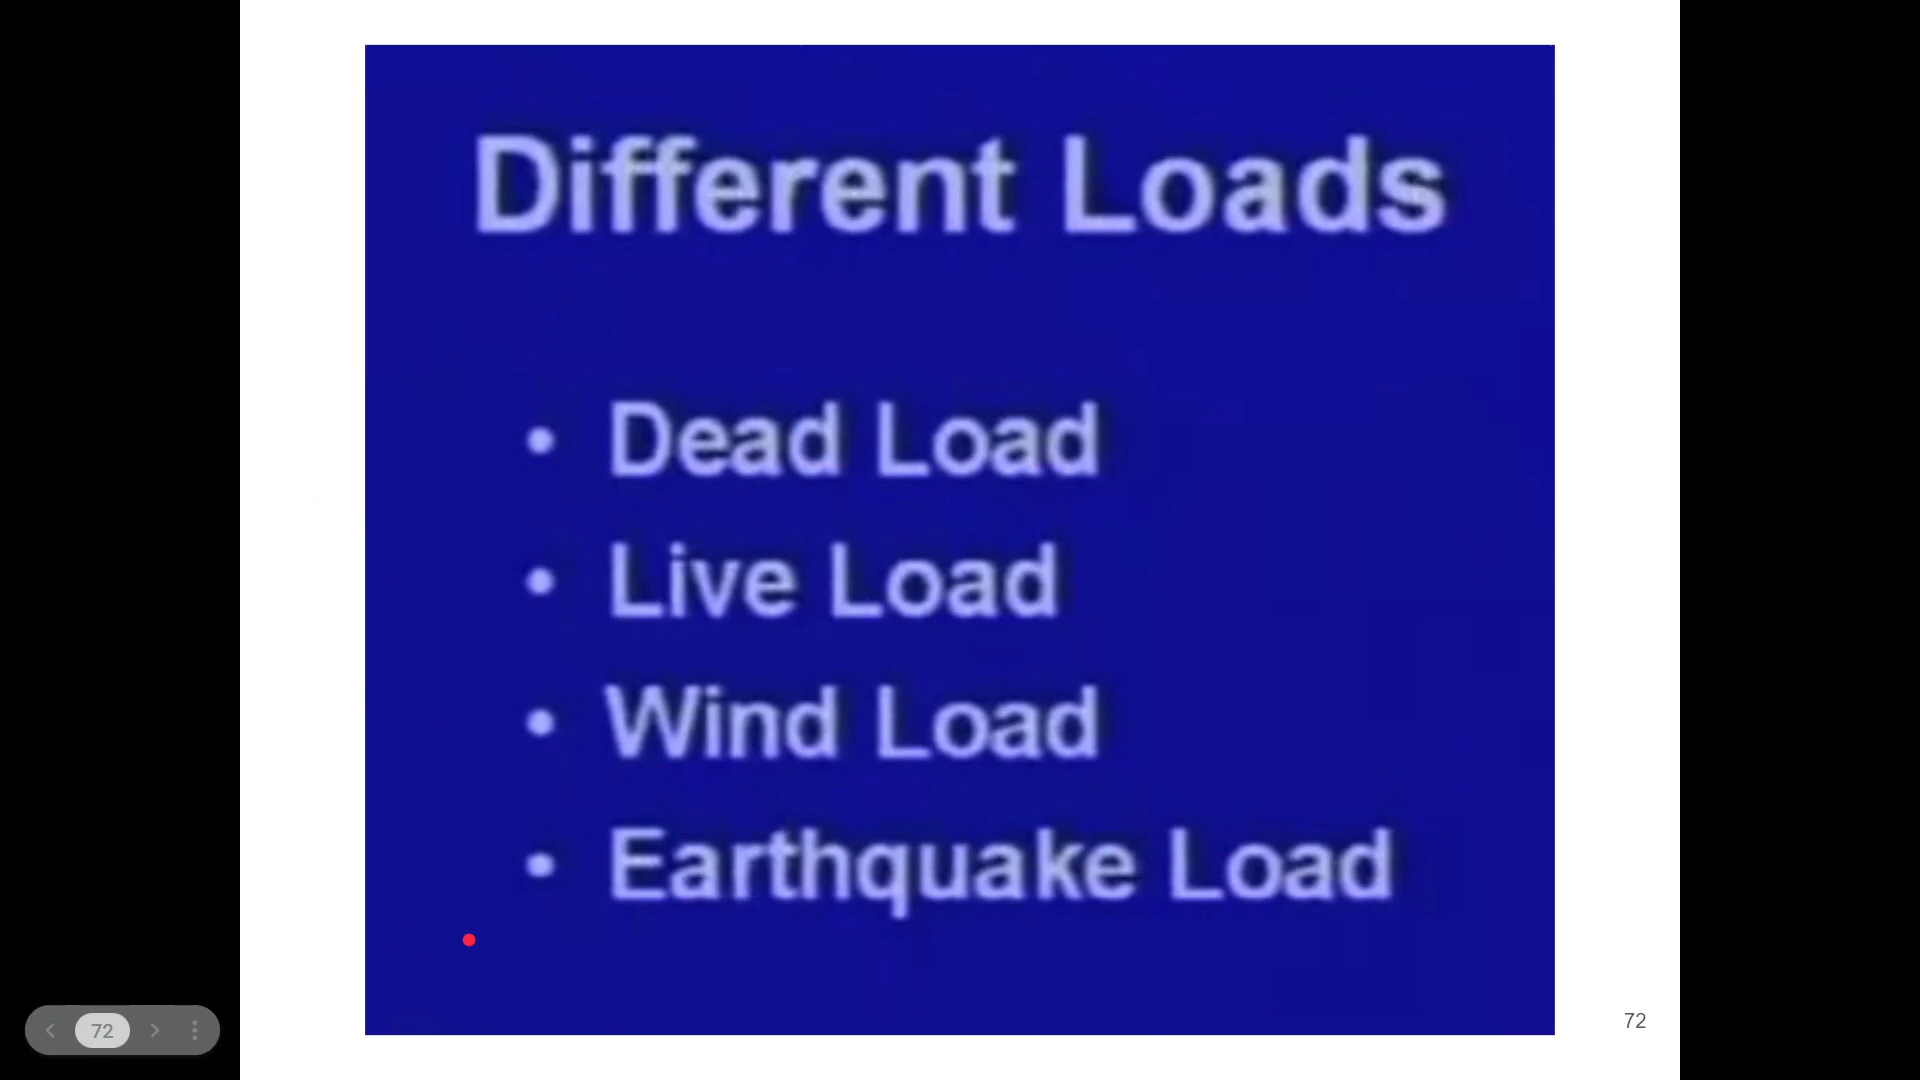 Different Loads
• Dead Load
• Live Load
• Wind Load
• Earthquake Load
72
72